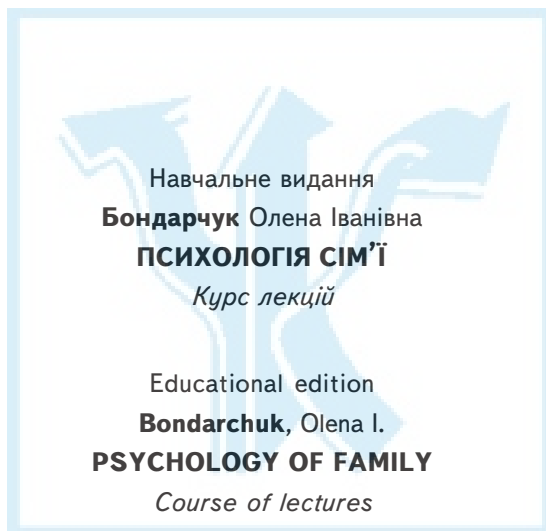 Навчальне видання
Бондарчук Олена Іванівна
ПСИХОЛОГІЯ СІМ’Ї
Курс лекцій
Educational edition
Bondarchuk, Olena I.
PSYCHOLOGY OF FAMILY
Course of lectures